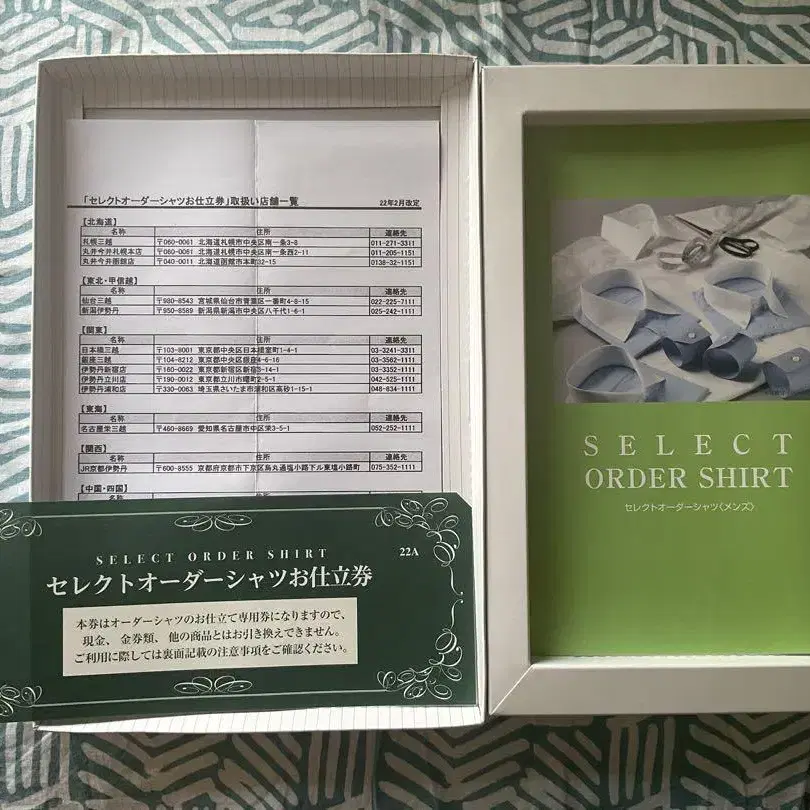 「セレクトオーダーシャツお仕立券」取扱い店舗一覧 22年2月改定
【北海道】
名称 住所 連絡先
札幌三越 〒060-0061 北海道札幌市中央区南一条3-8 011-271-3311
丸井今井札幌本店 〒060-0061 北海道札幌市中央区南一条西2-11 011-205-1151
丸井今井函館店 〒040-0011 北海道函館市本町32-15 0138-32-1151
【東北・甲信越】
名称 住所 連絡先
仙台三越 〒980-8543 宮城県仙台市青葉区一番町4-8-15 022-225-7111
新潟伊勢丹 〒950-8589 新潟県新潟市中央区八千代1-6-1 025-242-1111
【関東】
名称 住所 連絡先
日本橋三越 〒103-8001 東京都中央区日本橋室町1-4-1 03-3241-3311
銀座三越 〒104-8212 東京都中央区銀座4-6-16 03-3562-1111
伊勢丹新宿店 〒160-0022 東京都新宿区新宿3-14-1 03-3352-1111
伊勢丹立川店 〒190-0012 東京都立川市曙町2-5-1 042-525-1111
伊勢丹浦和店 〒330-0063 埼玉県さいたま市浦和区高砂1-15-1 048-834-1111
【東海】
名称 住所 連絡先
名古屋栄三越 〒460-8669 愛知県名古屋市中区栄3-5-1 052-252-1111
【関西】
名称 住所 連絡先
JR京都伊勢丹 〒600-8555 京都府京都市下京区烏丸通塩小路下ル東塩小路町 075-352-1111
【中国・四国】
名称 住所 連絡先
SELECT ORDER SHIRT 22A
セレクトオーダーシャツお仕立券
本券はオーダーシャツのお仕立て専用券になりますので、
現金、金券類、他の商品とはお引き換えできません。
ご利用に際しては裏面記載の注意事項をご確認ください。
SELECT
ORDER SHIRT
セレクトオーダーシャツ〈メンズ〉